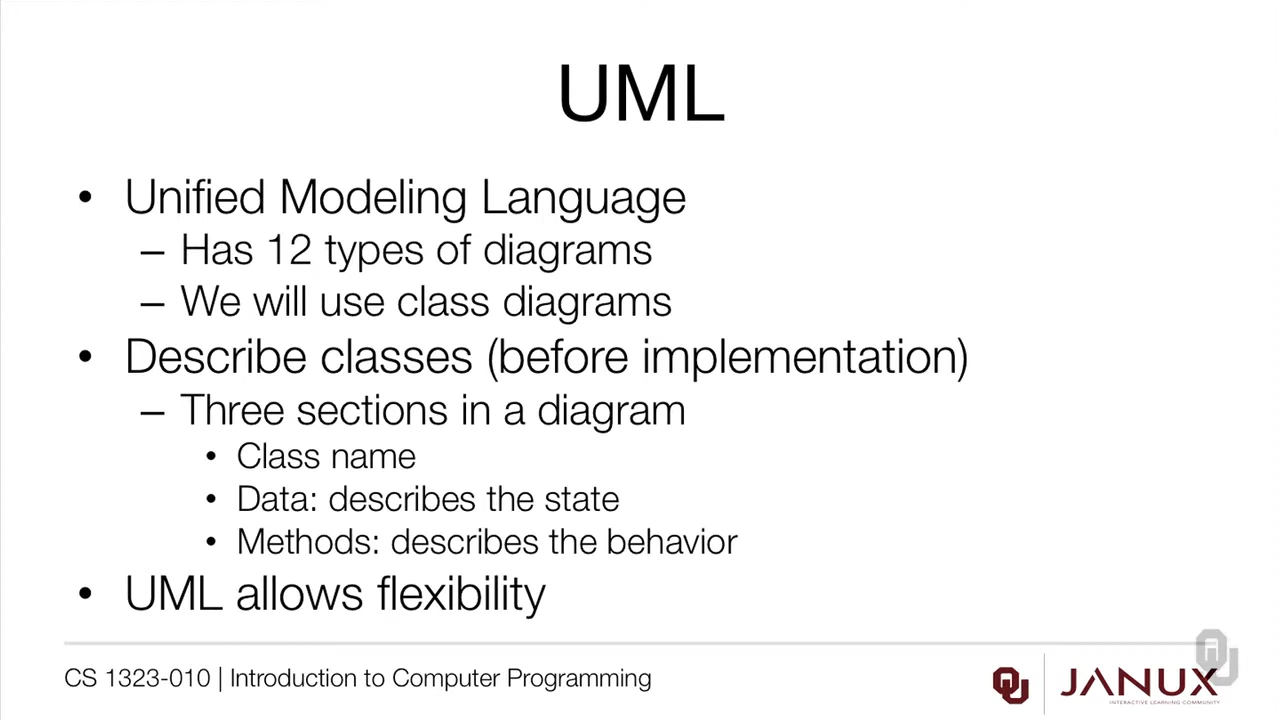 UML
• Unified Modeling Language
– Has 12 types of diagrams
– We will use class diagrams
• Describe classes (before implementation)
– Three sections in a diagram
• Class name
• Data: describes the state
• Methods: describes the behavior
• UML allows flexibility
CS 1323-010 | Introduction to Computer Programming
JANUX
INTERACTIVE LEARNING COMMUNITY